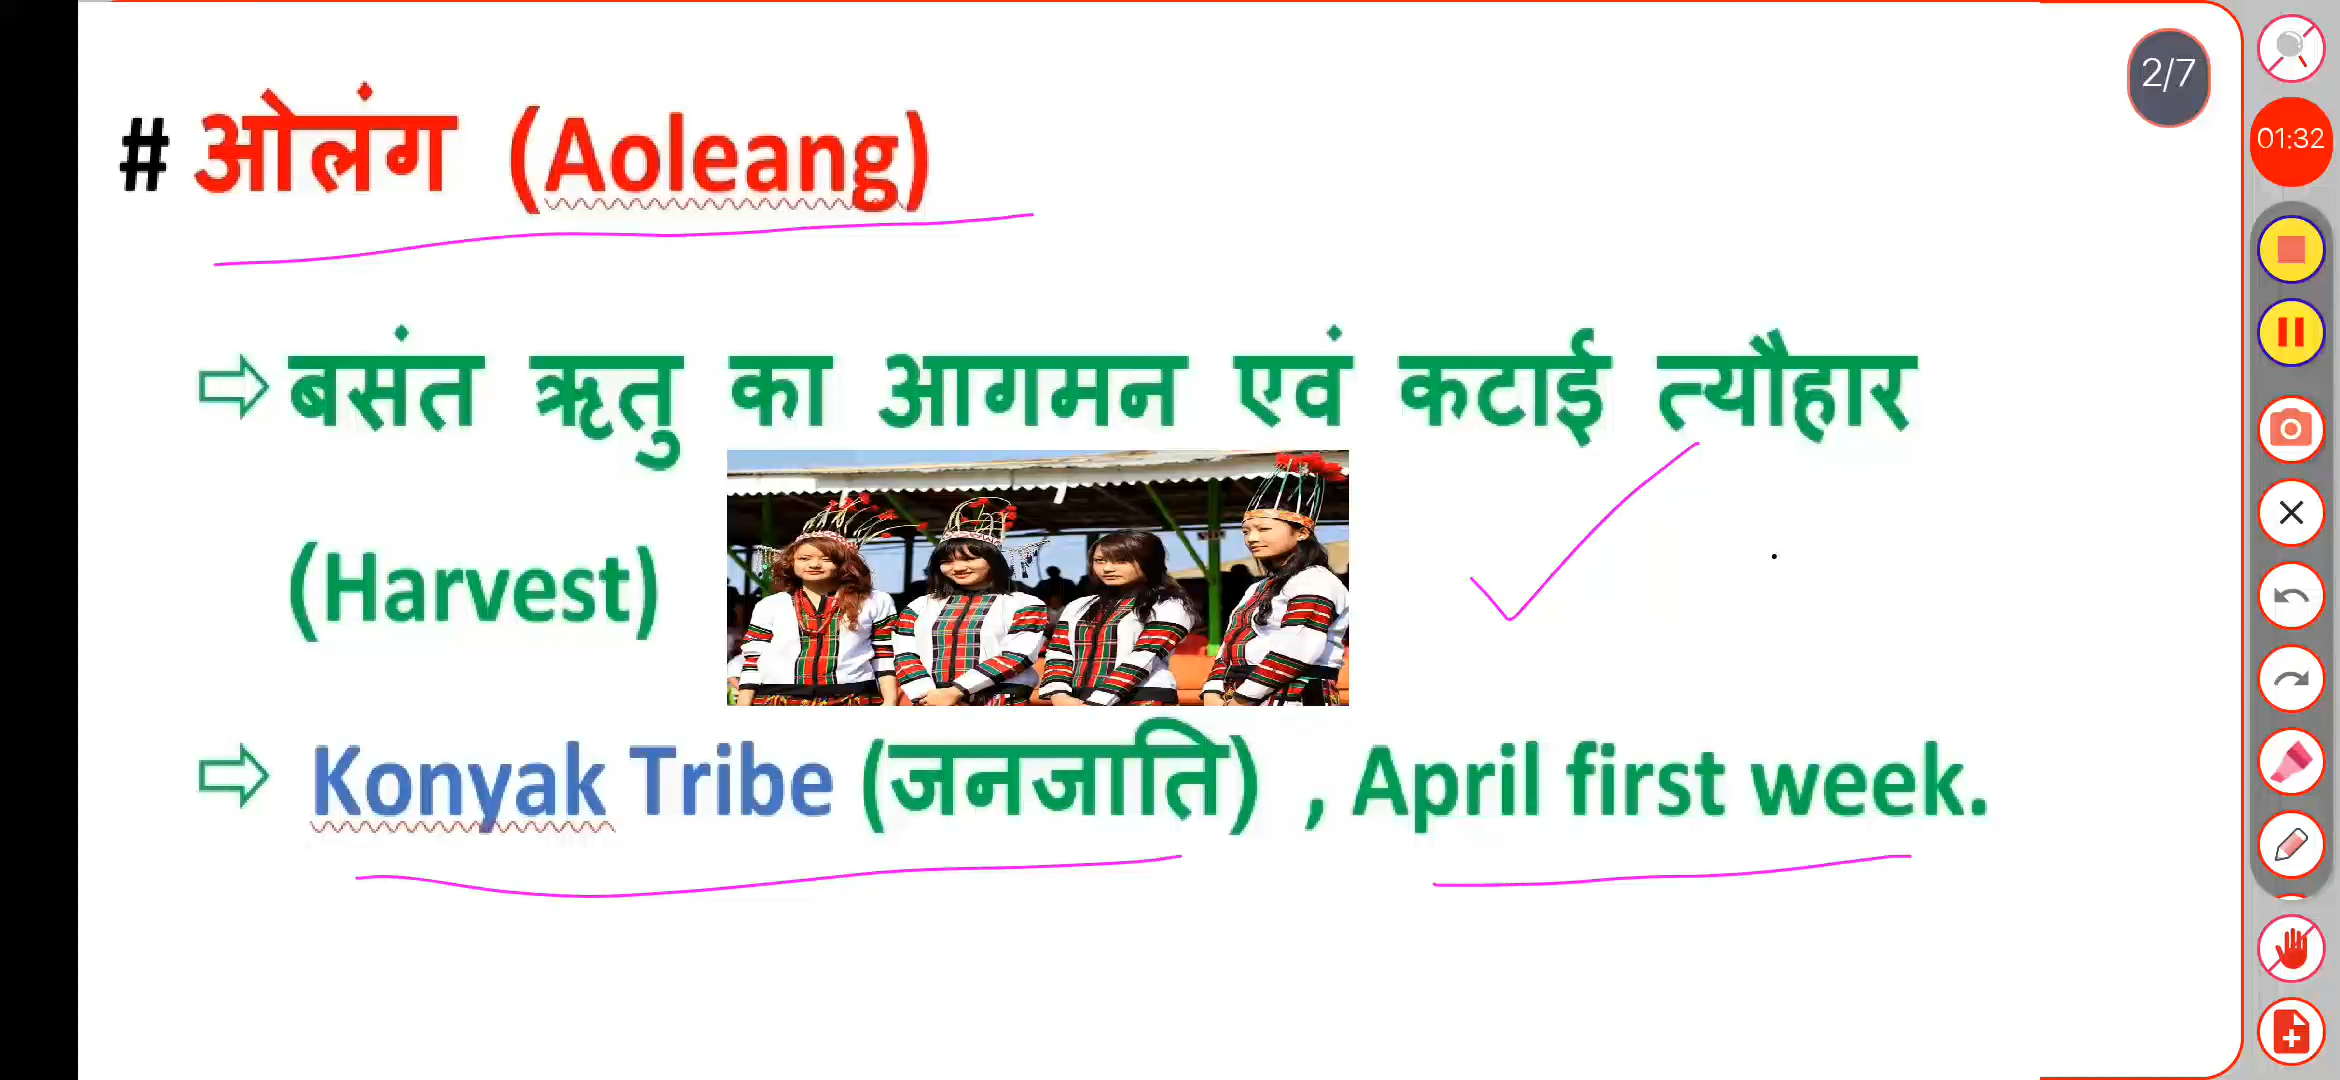 # ओलंग (Aoleang)
⇨ बसंत ऋतु का आगमन एवं कटाई त्यौहार
(Harvest)
⇨ Konyak Tribe (जनजाति) , April first week.
2/7
01:32